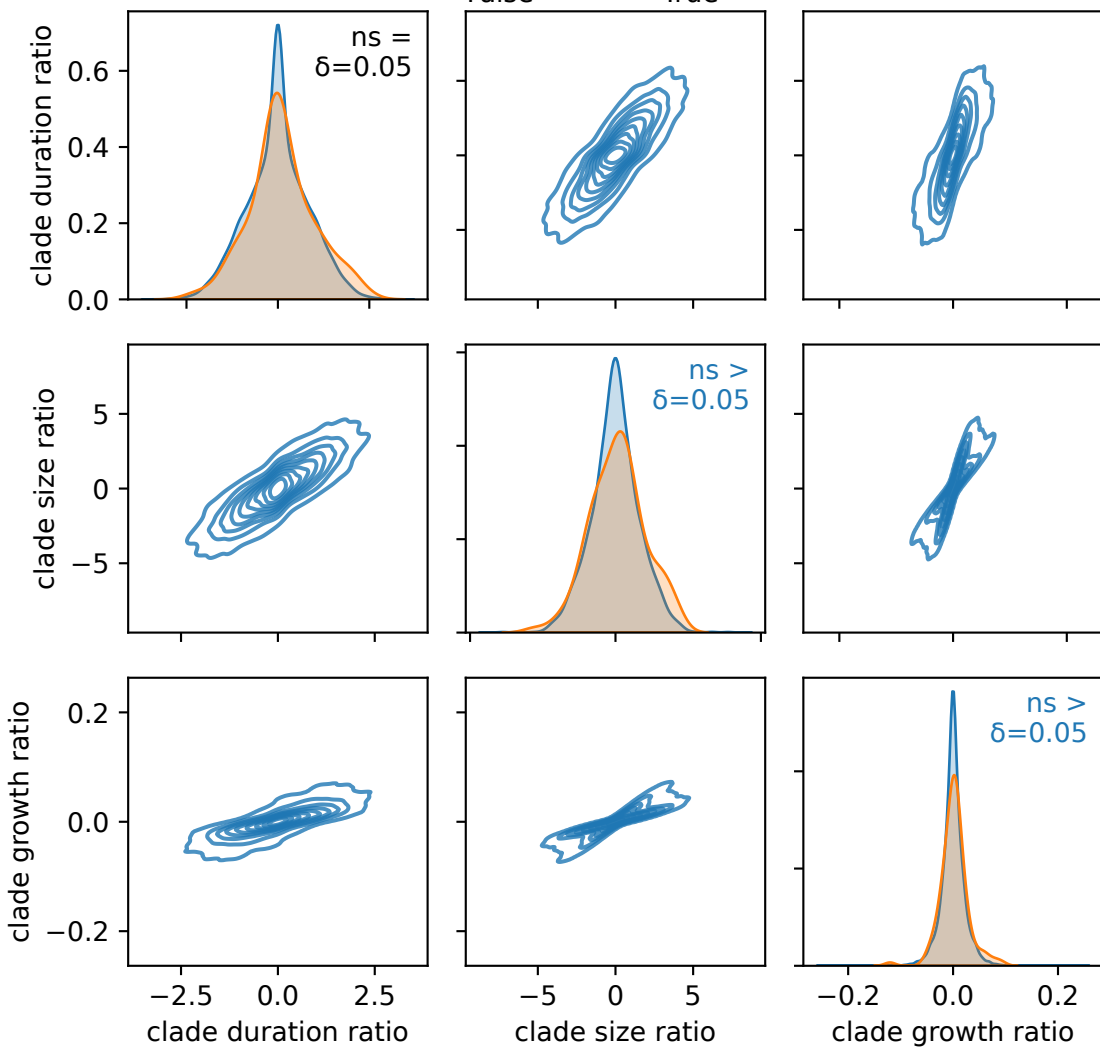 clade duration ratio
0.6
0.4
0.2
0.0
ns =
δ=0.05
clade size ratio
5
0
−5
ns >
δ=0.05
clade growth ratio
0.2
0.0
−0.2
ns >
δ=0.05
−2.5 0.0 2.5
−5 0 5
−0.2 0.0 0.2
clade duration ratio
clade size ratio
clade growth ratio